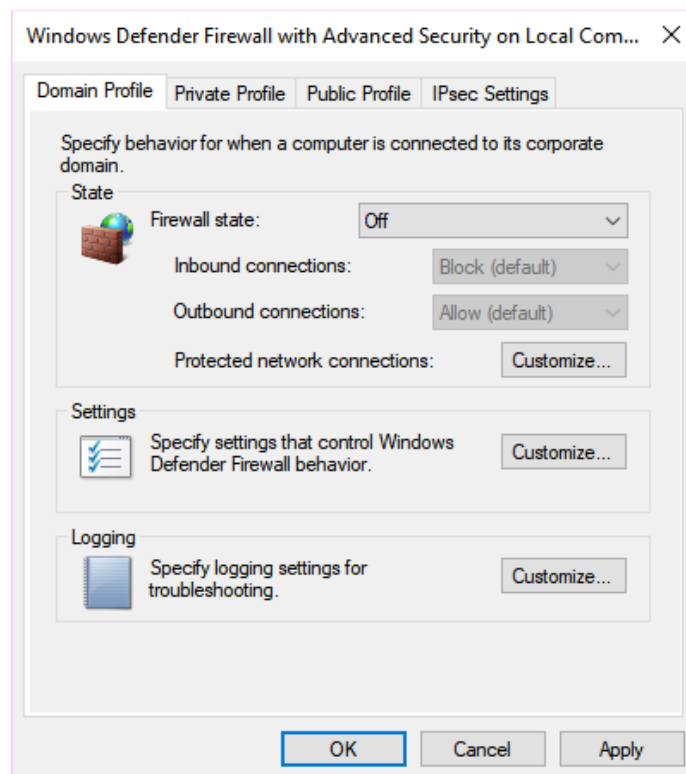 Windows Defender Firewall with Advanced Security on Local Com...
Domain Profile Private Profile Public Profile IPsec Settings
Specify behavior for when a computer is connected to its corporate
domain.
State
Firewall state: Off
Inbound connections: Block (default)
Outbound connections: Allow (default)
Protected network connections: Customize...
Settings
Specify settings that control Windows
Defender Firewall behavior.
Customize...
Logging
Specify logging settings for
troubleshooting.
Customize...
OK Cancel Apply